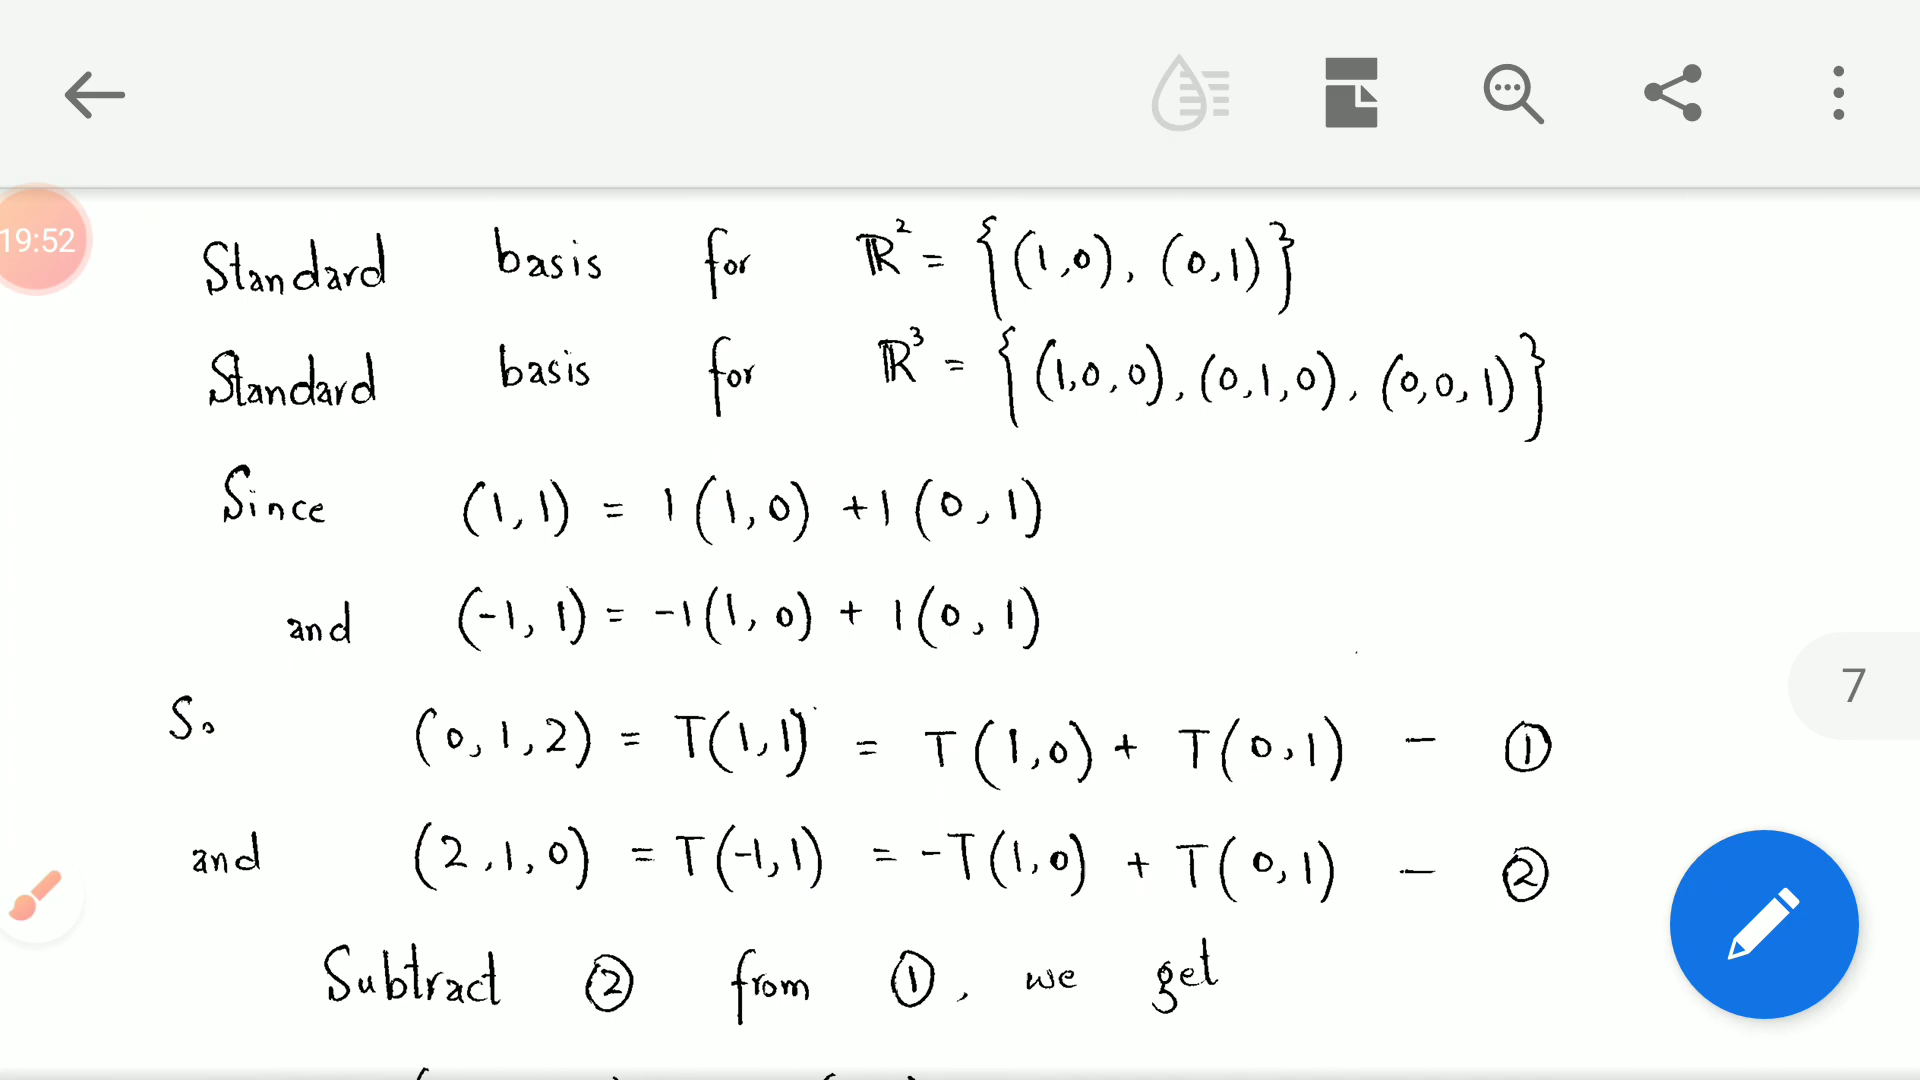 19:52
Standard basis for ℝ² = {(1,0), (0,1)}
Standard basis for ℝ³ = {(1,0,0), (0,1,0), (0,0,1)}
Since (1,1) = 1(1,0) +1(0,1)
and (-1,1) = -1(1,0) + 1(0,1)
7
So (0,1,2) = T(1,1) = T(1,0) + T(0,1) – ①
and (2,1,0) = T(-1,1) = -T(1,0) + T(0,1) – ②
Subtract ② from ①, we get